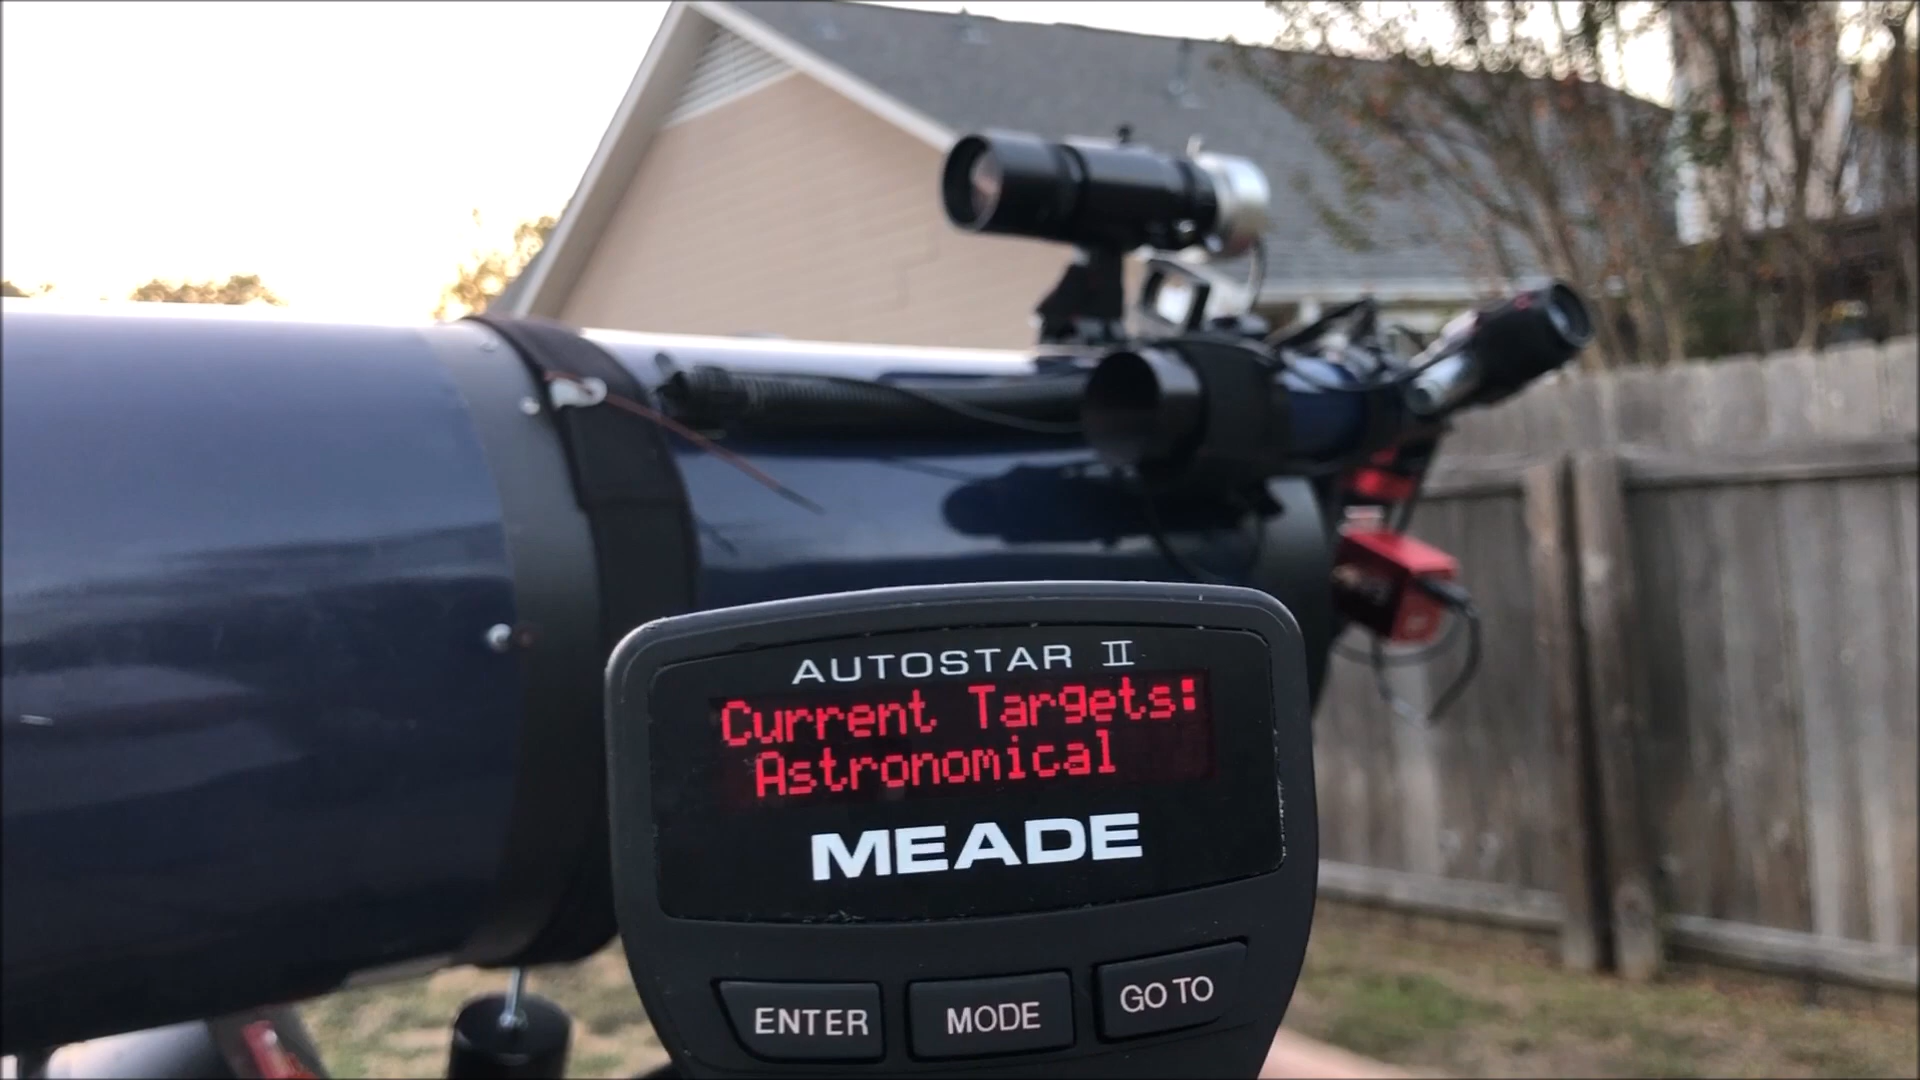 AUTOSTAR II
Current Targets:
Astronomical
MEADE
ENTER MODE GO TO